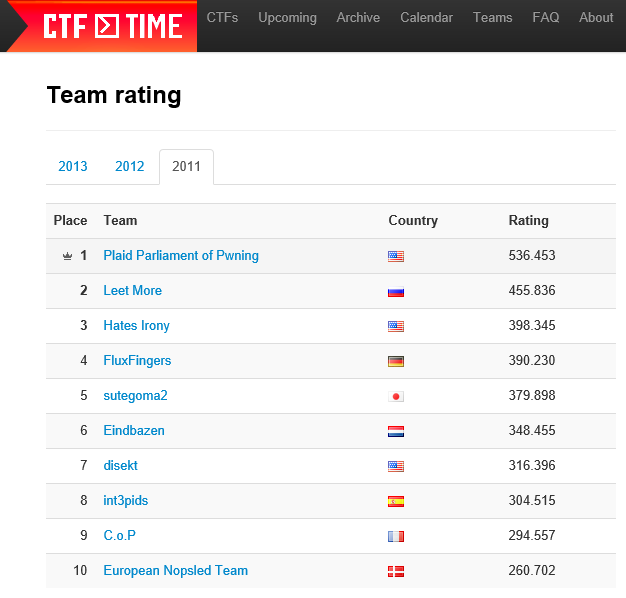 CTF TIME CTFs Upcoming Archive Calendar Teams FAQ About
Team rating
2013 2012 2011
Place Team Country Rating
1 Plaid Parliament of Pwning 536.453
2 Leet More 455.836
3 Hates Irony 398.345
4 FluxFingers 390.230
5 sutegoma2 379.898
6 Eindbazen 348.455
7 disekt 316.396
8 int3pids 304.515
9 C.o.P 294.557
10 European Nopsled Team 260.702